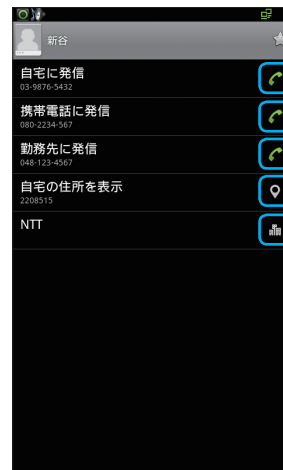 新谷
自宅に発信
03-9876-5432
携帯電話に発信
080-2234-567
勤務先に発信
048-123-4567
自宅の住所を表示
2208515
NTT